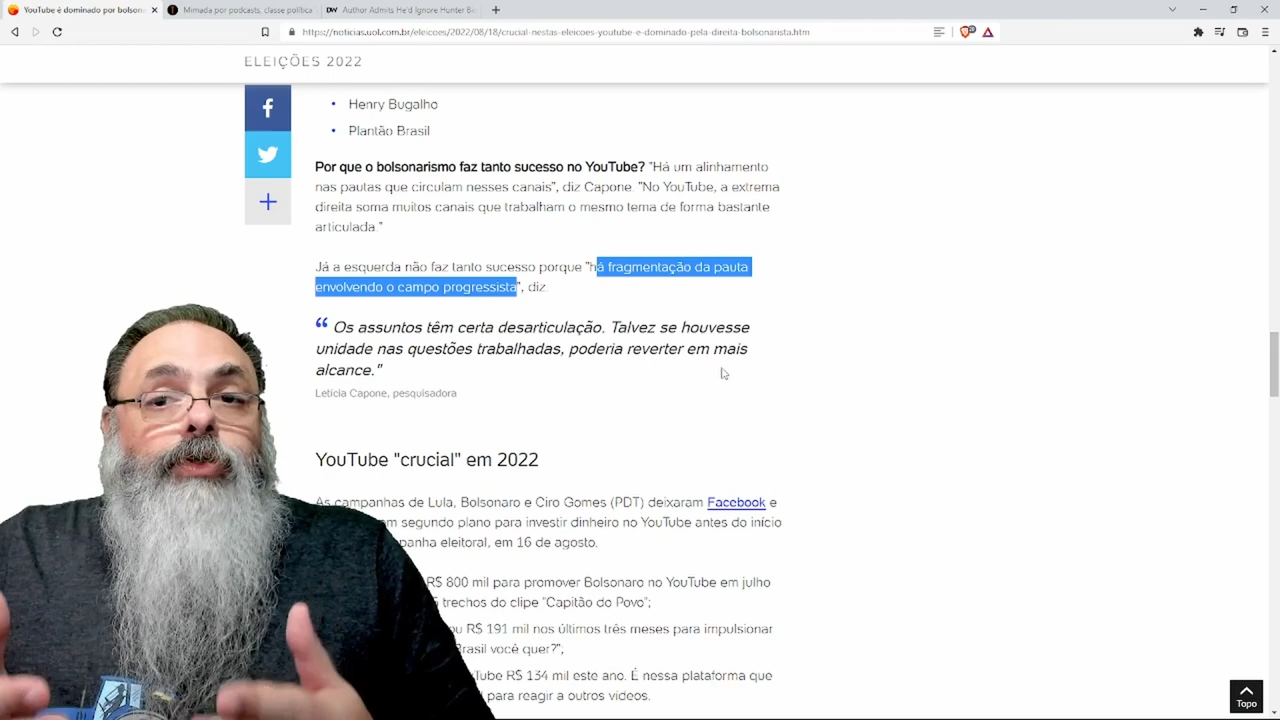 YouTube é dominado por bolson
Mimada por podcasts, classe política
DW Author Admits He'd Ignore Hunter Bi
https://noticias.uol.com.br/eleicoes/2022/08/18/crucial-nestas-eleicoes-youtube-e-dominado-pela-direita-bolsonarista.htm
ELEIÇÕES 2022
• Henry Bugalho
• Plantão Brasil
Por que o bolsonarismo faz tanto sucesso no YouTube? "Há um alinhamento
nas pautas que circulam nesses canais", diz Capone. "No YouTube, a extrema
direita soma muitos canais que trabalham o mesmo tema de forma bastante
articulada."
Já a esquerda não faz tanto sucesso porque "há fragmentação da pauta
envolvendo o campo progressista", diz.
“ Os assuntos têm certa desarticulação. Talvez se houvesse
unidade nas questões trabalhadas, poderia reverter em mais
alcance."
Letícia Capone, pesquisadora
YouTube "crucial" em 2022
As campanhas de Lula, Bolsonaro e Ciro Gomes (PDT) deixaram Facebook e
m segundo plano para investir dinheiro no YouTube antes do início
panha eleitoral, em 16 de agosto.
R$ 800 mil para promover Bolsonaro no YouTube em julho
trechos do clipe "Capitão do Povo";
ou R$ 191 mil nos últimos três meses para impulsionar
rasil você quer?",
Tube R$ 134 mil este ano. É nessa plataforma que
para reagir a outros vídeos.
Topo